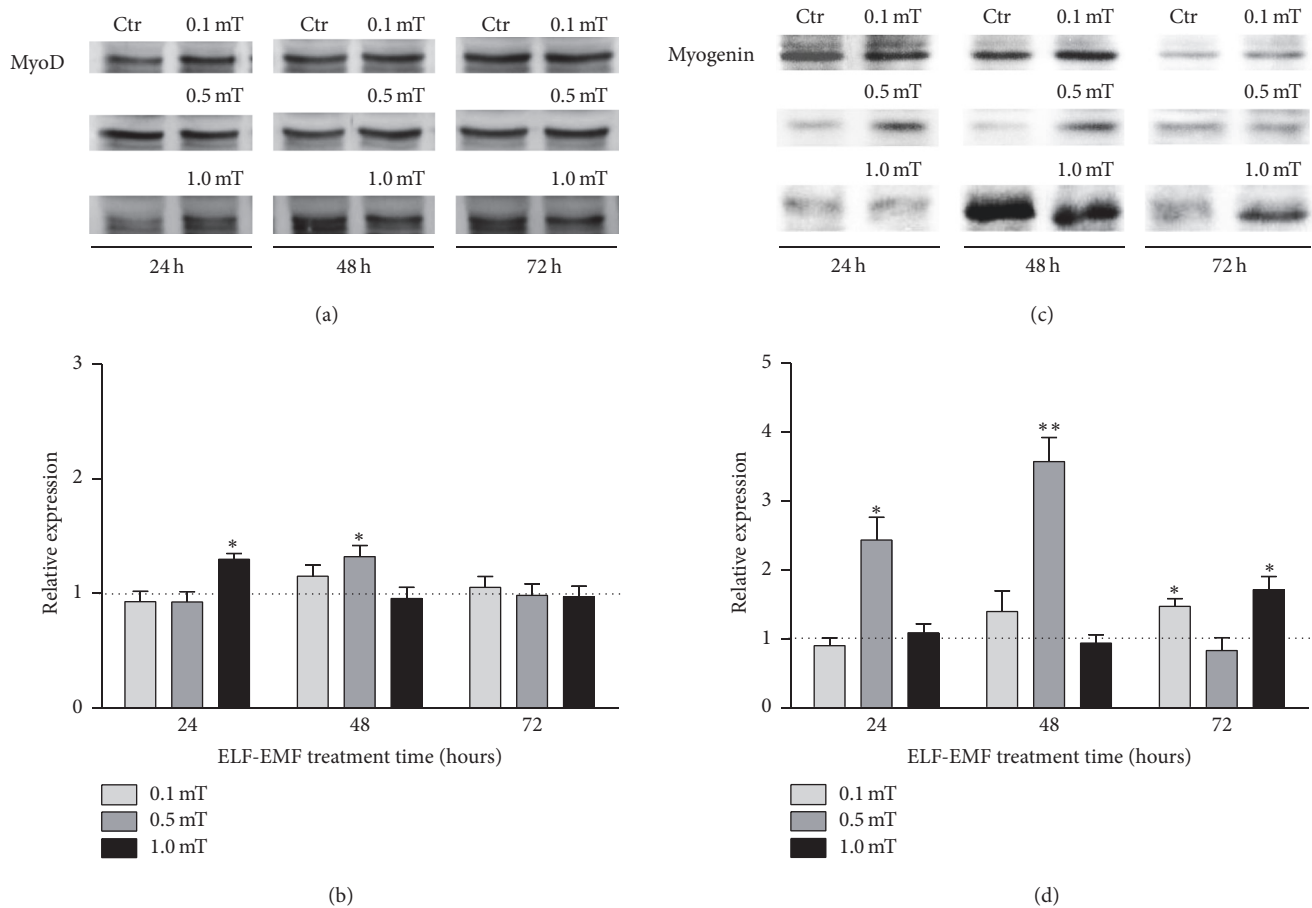 Ctr 0.1 mT Ctr 0.1 mT Ctr 0.1 mT
MyoD
0.5 mT 0.5 mT 0.5 mT
1.0 mT 1.0 mT 1.0 mT
24 h 48 h 72 h
(a)
Ctr 0.1 mT Ctr 0.1 mT Ctr 0.1 mT
Myogenin
0.5 mT 0.5 mT 0.5 mT
1.0 mT 1.0 mT 1.0 mT
24 h 48 h 72 h
(c)
3
2
1
0
Relative expression
* *
24 48 72
ELF-EMF treatment time (hours)
0.1 mT
0.5 mT
1.0 mT
(b)
5
4
3
2
1
0
Relative expression
* ** * *
24 48 72
ELF-EMF treatment time (hours)
0.1 mT
0.5 mT
1.0 mT
(d)